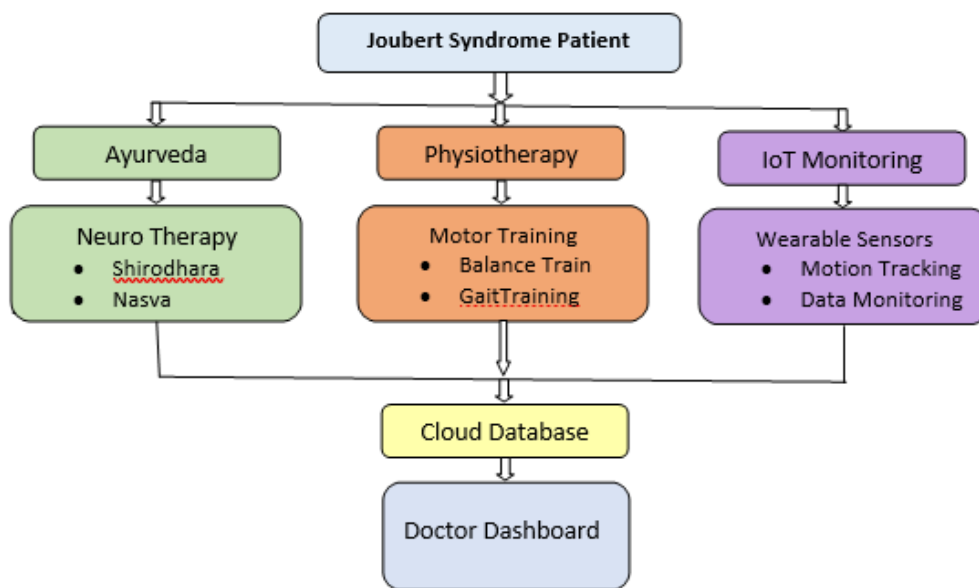 Joubert Syndrome Patient
Ayurveda
Physiotherapy
IoT Monitoring
Neuro Therapy
• Shirodhara
• Nasva
Motor Training
• Balance Train
• GaitTraining
Wearable Sensors
• Motion Tracking
• Data Monitoring
Cloud Database
Doctor Dashboard